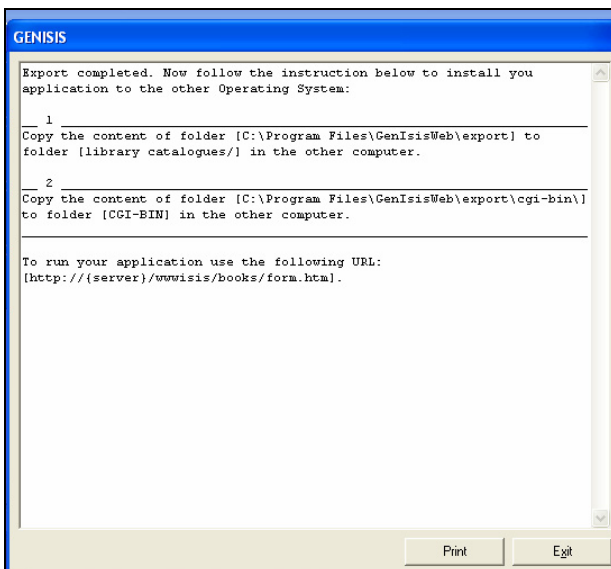 GENISIS
Export completed. Now follow the instruction below to install you
application to the other Operating System:
__ 1 ______________________________________________
Copy the content of folder [C:\Program Files\GenIsisWeb\export] to
folder [library catalogues/] in the other computer.
__ 2 ______________________________________________
Copy the content of folder [C:\Program Files\GenIsisWeb\export\cgi-bin\]
to folder [CGI-BIN] in the other computer.
To run your application use the following URL:
[http://{server}/wwwisis/books/form.htm].
Print Exit